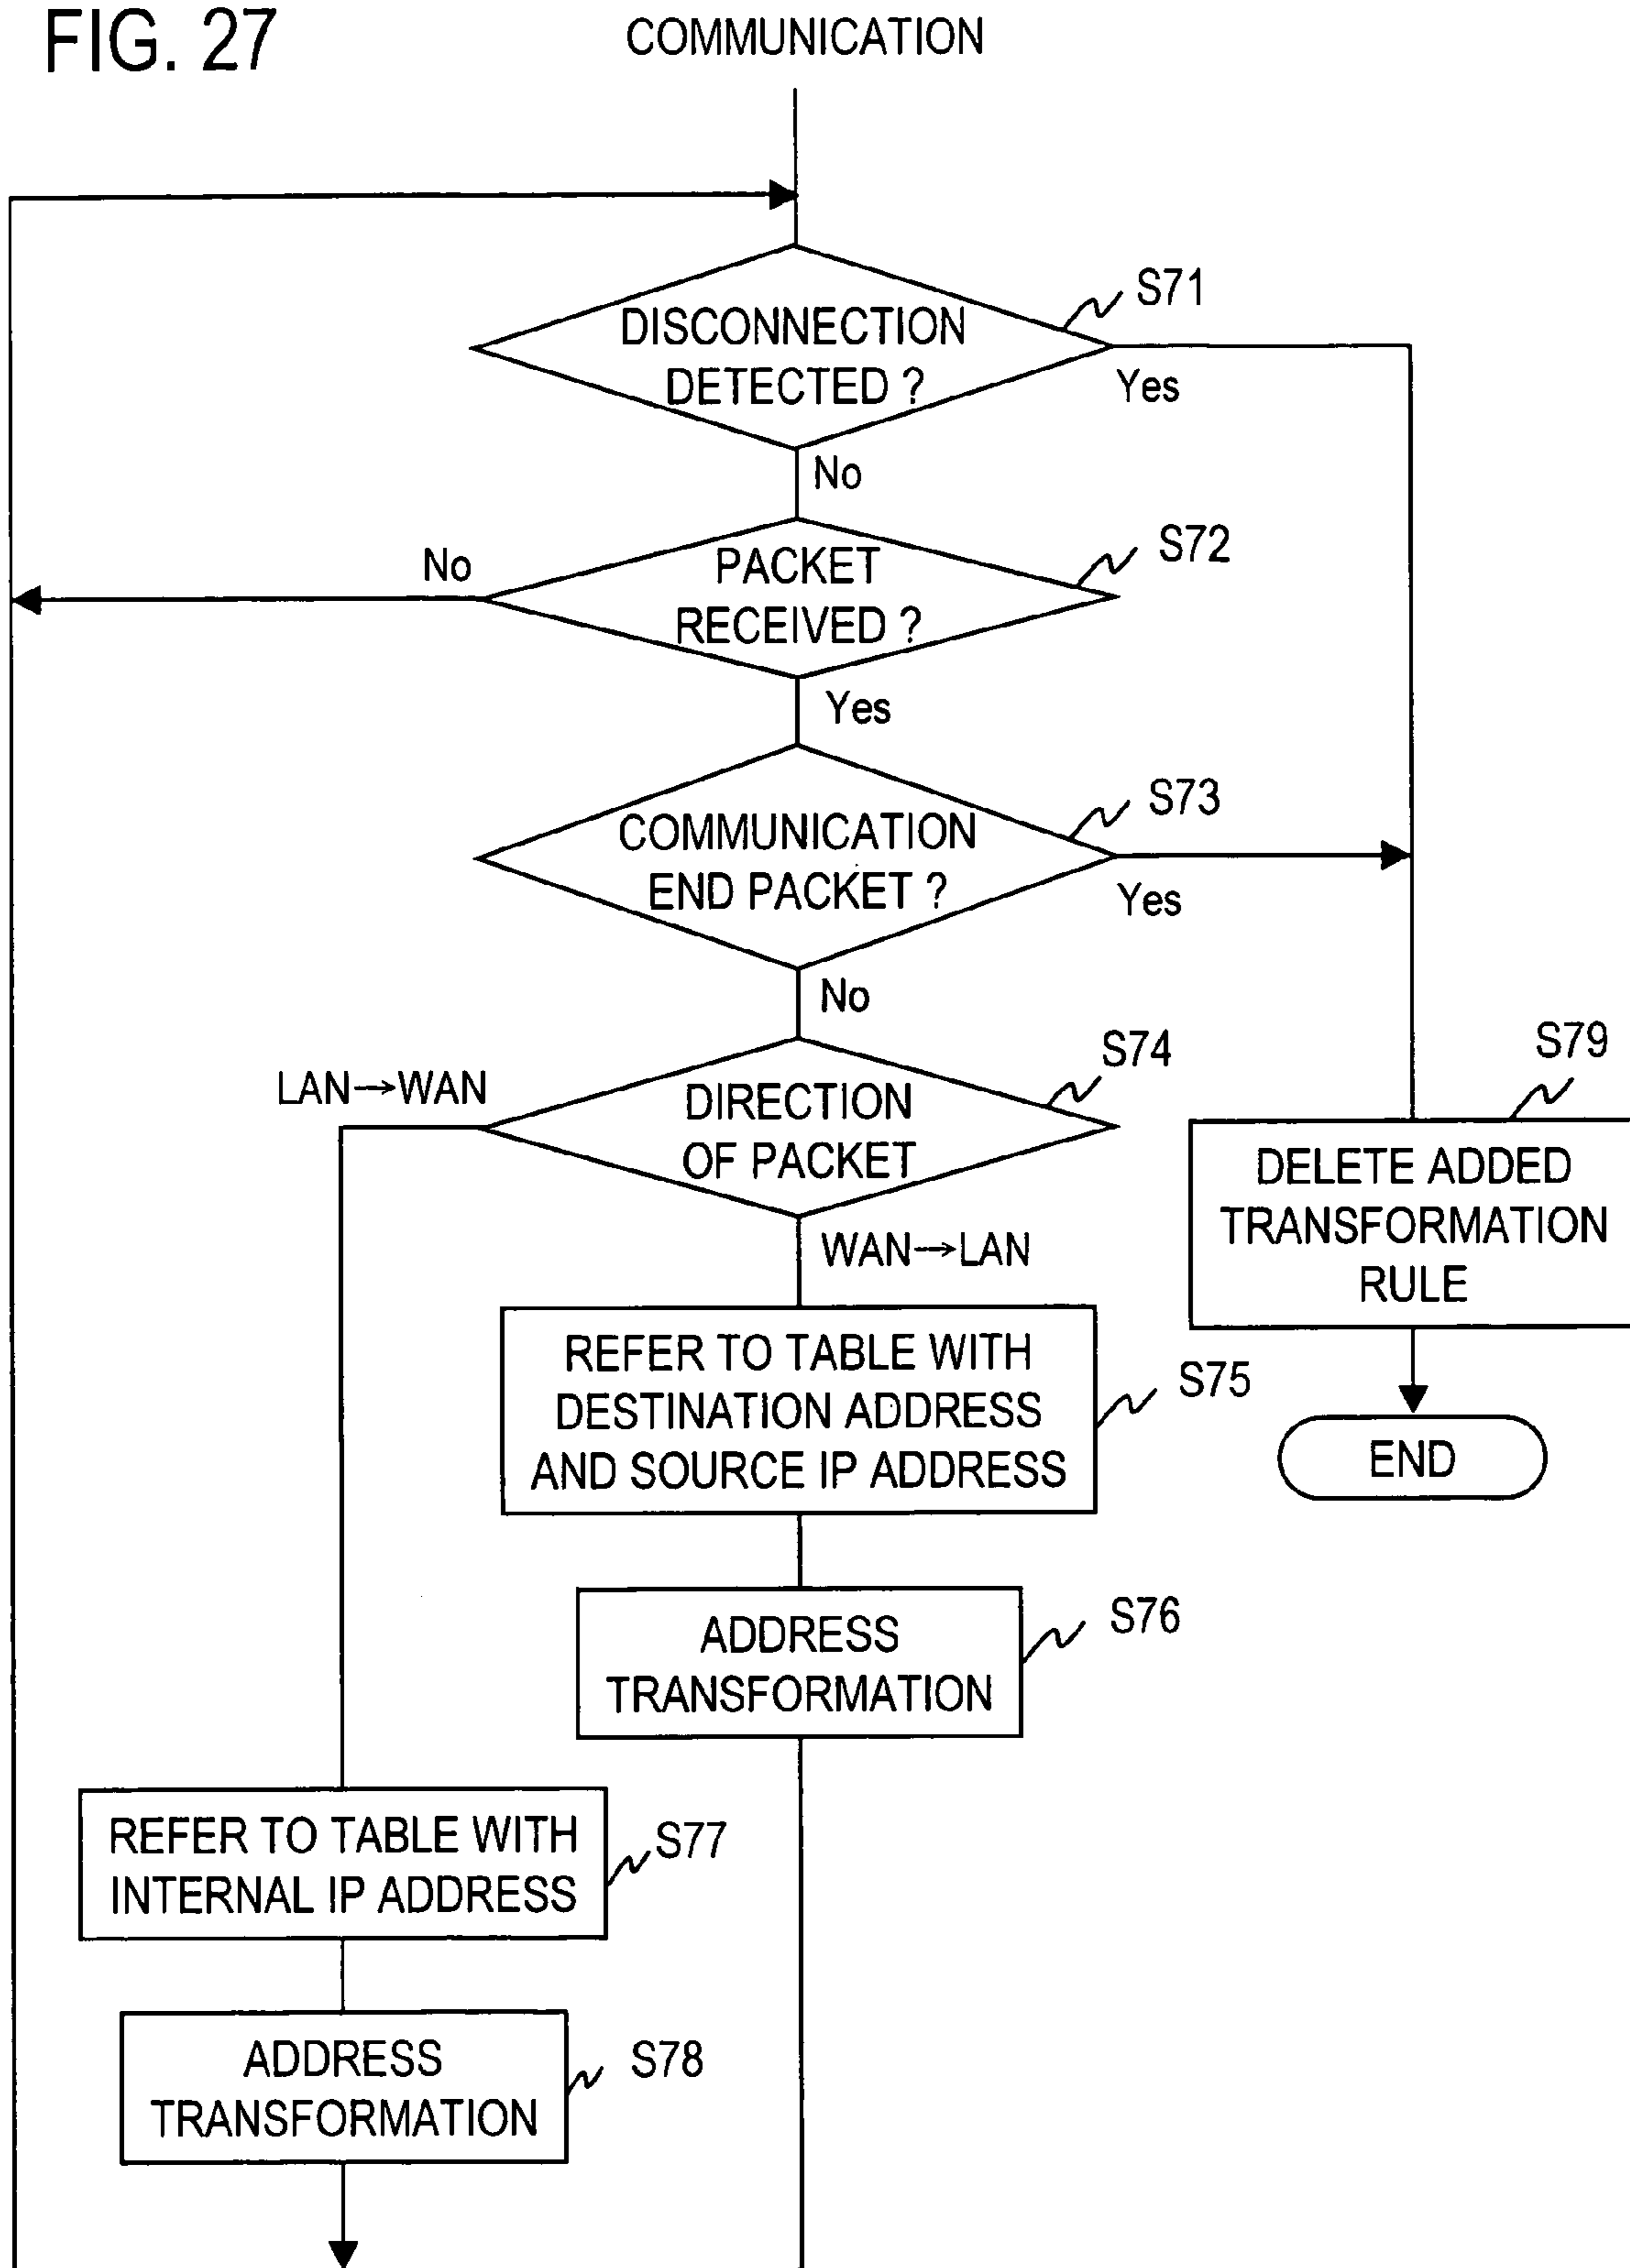 FIG. 27
COMMUNICATION
S71
DISCONNECTION
DETECTED ?
Yes
No
S72
No
PACKET
RECEIVED ?
Yes
S73
COMMUNICATION
END PACKET ?
Yes
No
S74
LAN→WAN
DIRECTION
OF PACKET
WAN→LAN
S79
DELETE ADDED
TRANSFORMATION
RULE
END
REFER TO TABLE WITH
DESTINATION ADDRESS
AND SOURCE IP ADDRESS
S75
ADDRESS
TRANSFORMATION
S76
REFER TO TABLE WITH
INTERNAL IP ADDRESS
S77
ADDRESS
TRANSFORMATION
S78